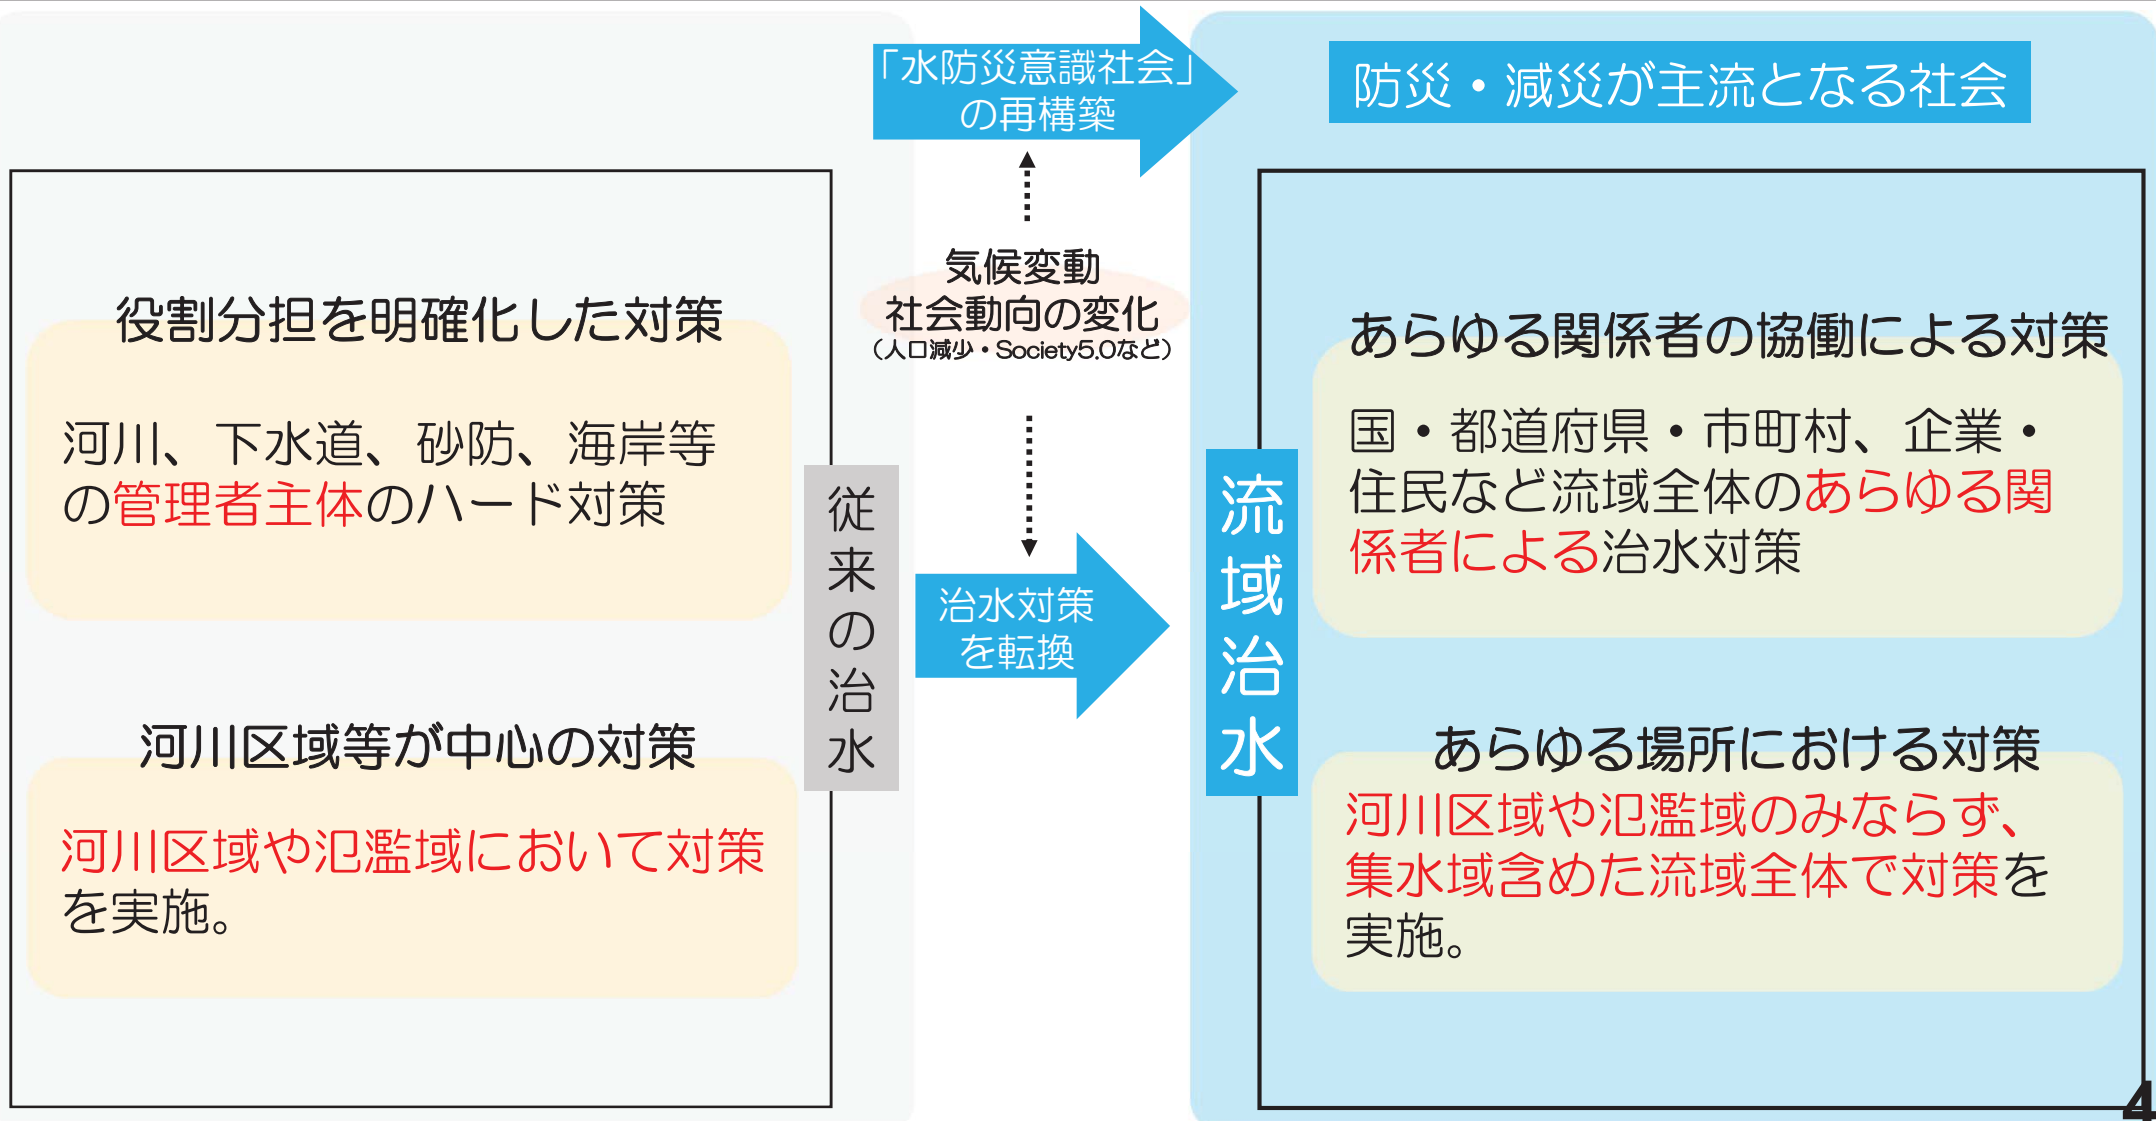 「水防災意識社会」
の再構築
防災・減災が主流となる社会
役割分担を明確化した対策
河川、下水道、砂防、海岸等
の管理者主体のハード対策
河川区域等が中心の対策
河川区域や氾濫域において対策
を実施。
従来の治水
気候変動
社会動向の変化
（人口減少・Society5.0など）
治水対策
を転換
流域治水
あらゆる関係者の協働による対策
国・都道府県・市町村、企業・
住民など流域全体のあらゆる関
係者による治水対策
あらゆる場所における対策
河川区域や氾濫域のみならず、
集水域含めた流域全体で対策を
実施。
4